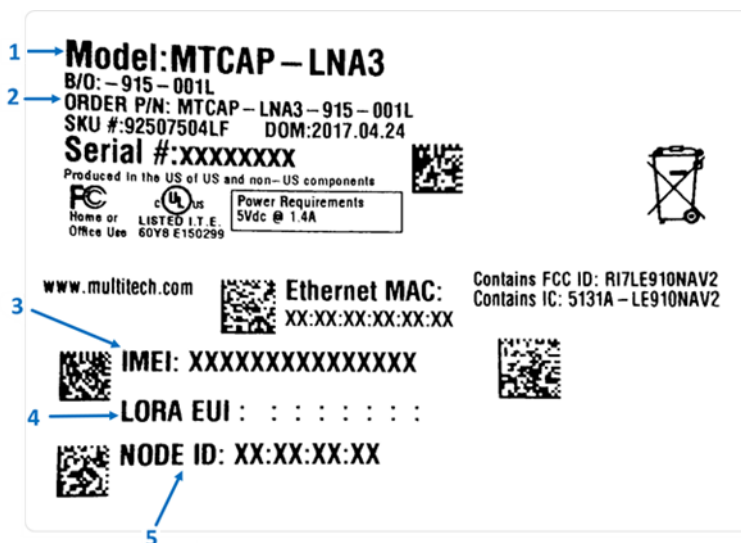 1
Model:MTCAP–LNA3
B/O:–915–001L
2
ORDER P/N: MTCAP–LNA3–915–001L
SKU #:92507504LF DOM:2017.04.24
Serial #:XXXXXXXX
Produced in the US of US and non–US components
FC
Home or
Office Use
c UL US
LISTED I.T.E.
60Y8 E150299
Power Requirements
5Vdc @ 1.4A
www.multitech.com
Ethernet MAC:
XX:XX:XX:XX:XX:XX
Contains FCC ID: RI7LE910NAV2
Contains IC: 5131A–LE910NAV2
3
IMEI: XXXXXXXXXXXXXXX
4
LORA EUI : : : : : : : :
NODE ID: XX:XX:XX:XX
5